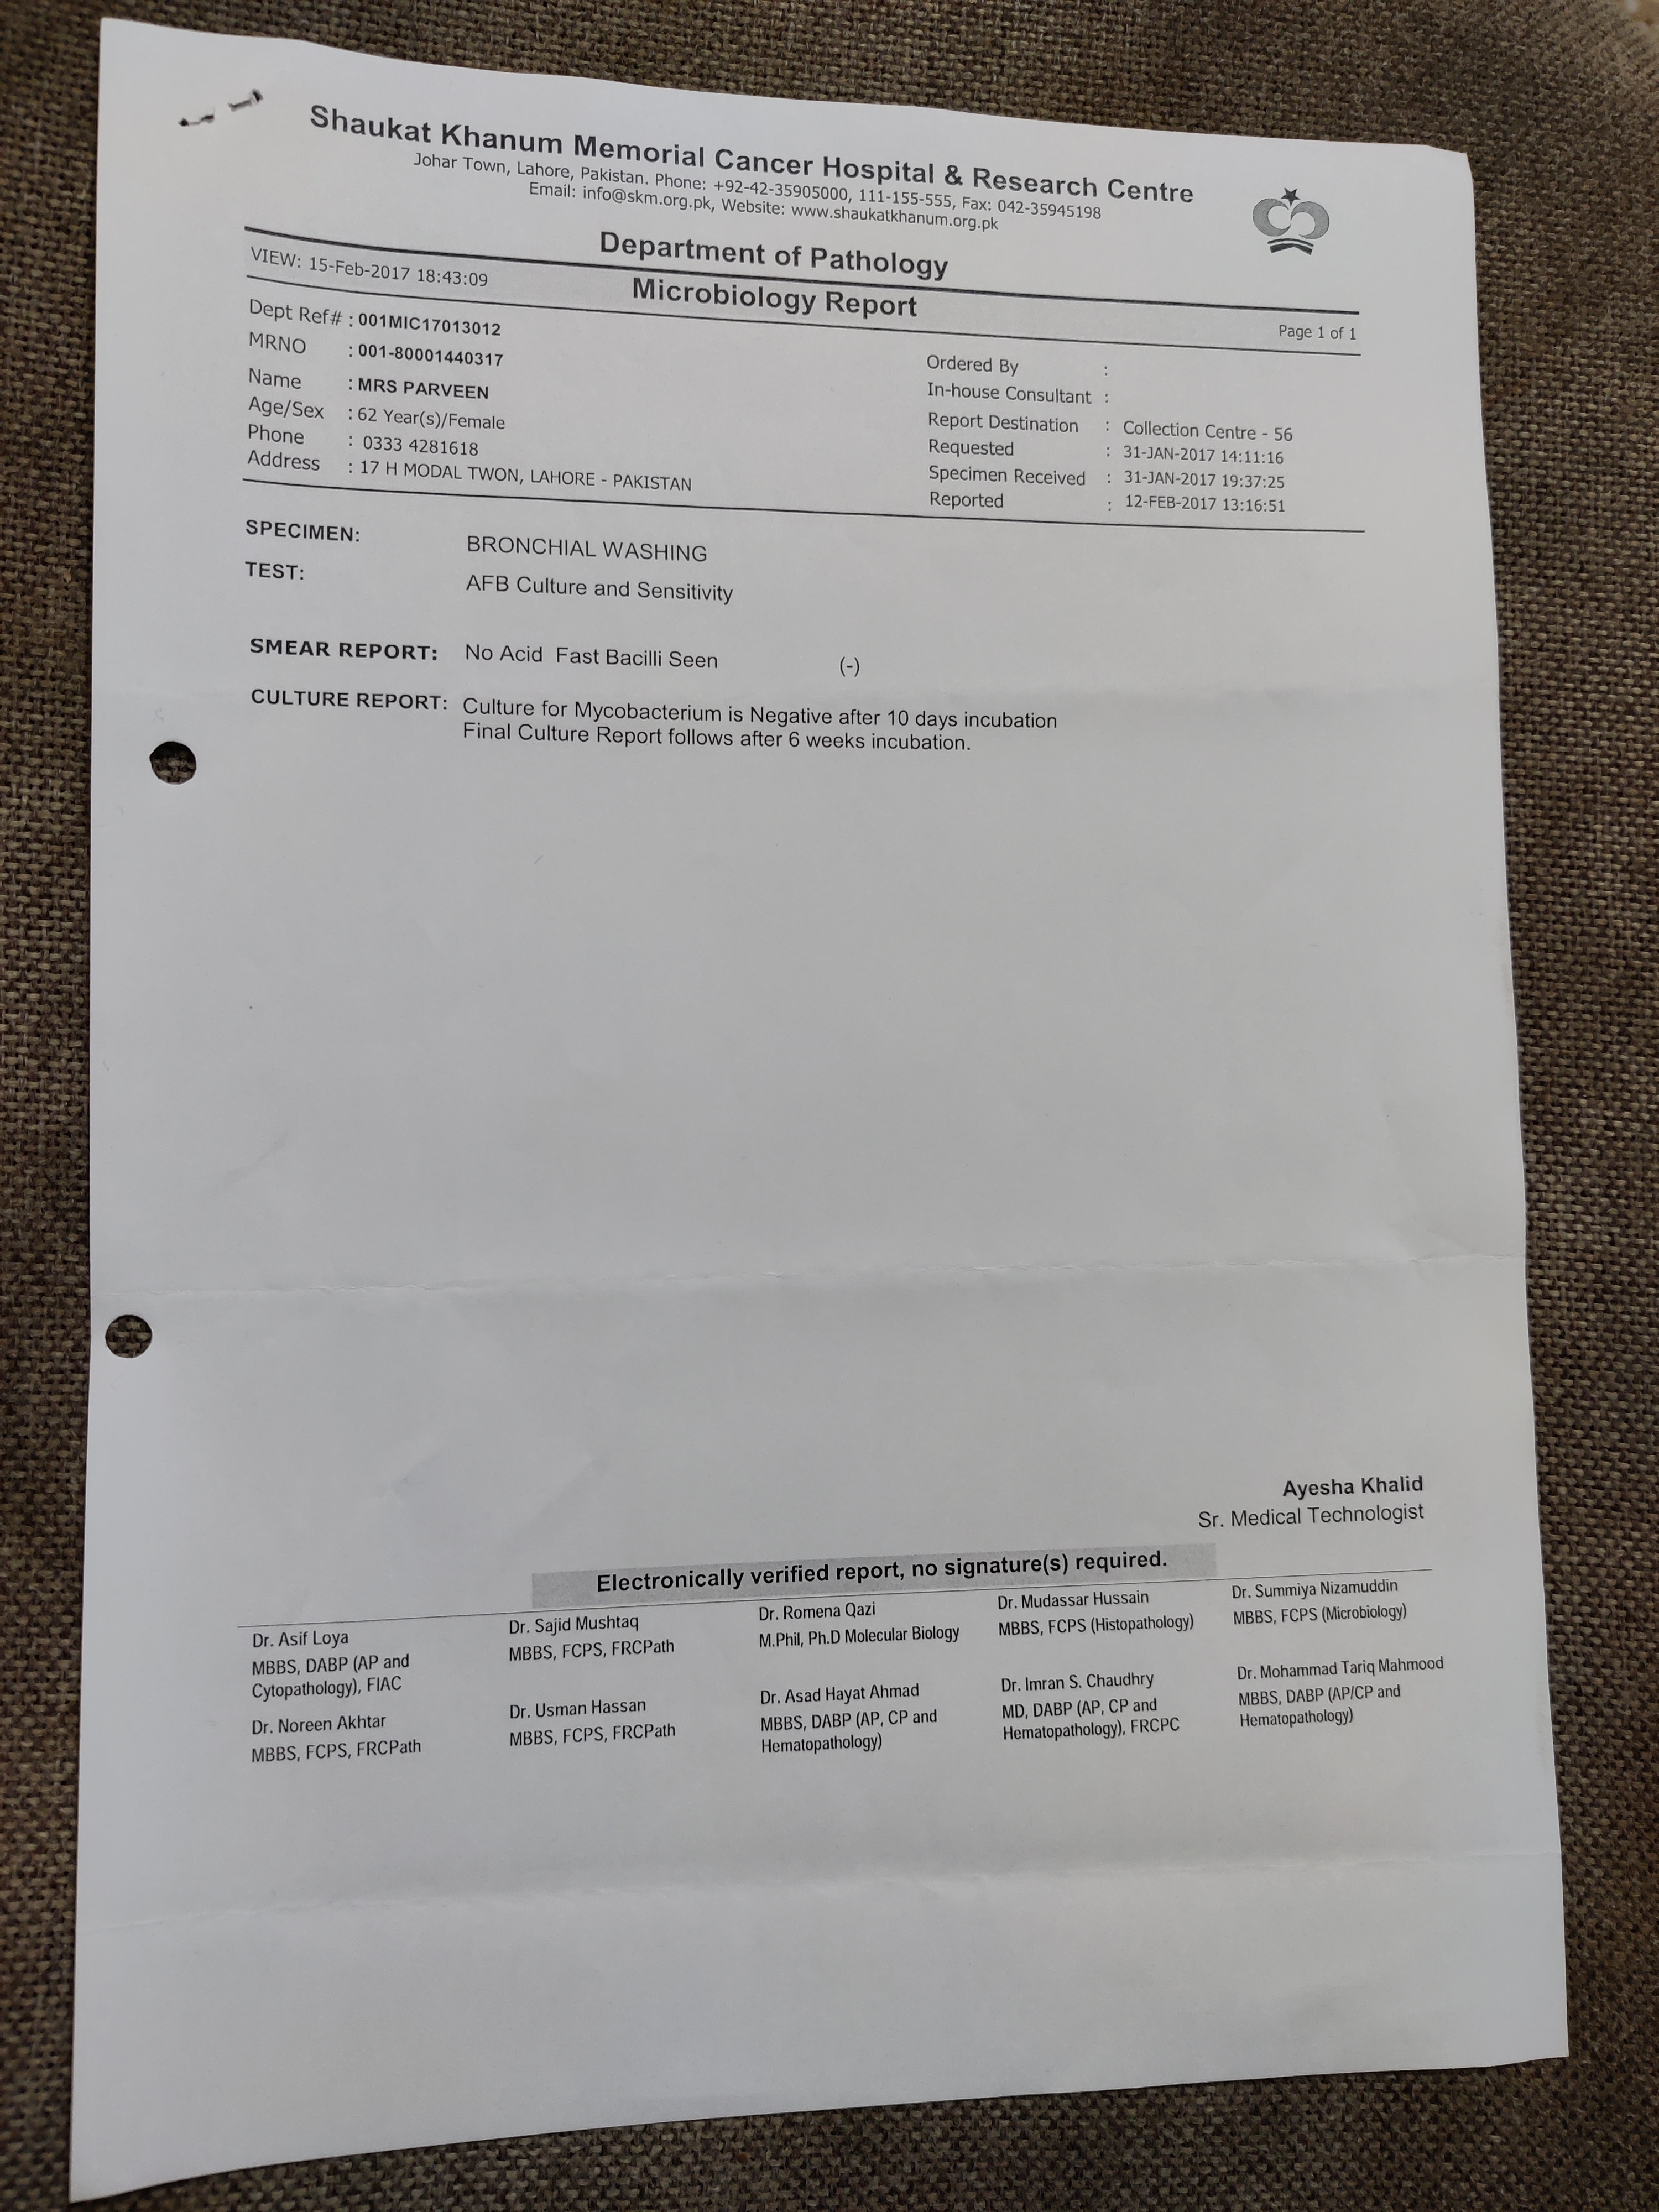 Shaukat Khanum Memorial Cancer Hospital & Research Centre
Johar Town, Lahore, Pakistan. Phone: +92-42-35905000, 111-155-555, Fax: 042-35945198
Email: info@skm.org.pk, Website: www.shaukatkhanum.org.pk
Department of Pathology
VIEW: 15-Feb-2017 18:43:09
Microbiology Report
Page 1 of 1
Dept Ref# : 001MIC17013012
MRNO : 001-80001440317
Name : MRS PARVEEN
Age/Sex : 62 Year(s)/Female
Phone : 0333 4281618
Address : 17 H MODAL TWON, LAHORE - PAKISTAN
Ordered By :
In-house Consultant :
Report Destination : Collection Centre - 56
Requested : 31-JAN-2017 14:11:16
Specimen Received : 31-JAN-2017 19:37:25
Reported : 12-FEB-2017 13:16:51
SPECIMEN: BRONCHIAL WASHING
TEST: AFB Culture and Sensitivity
SMEAR REPORT: No Acid Fast Bacilli Seen (-)
CULTURE REPORT: Culture for Mycobacterium is Negative after 10 days incubation
Final Culture Report follows after 6 weeks incubation.
Ayesha Khalid
Sr. Medical Technologist
Electronically verified report, no signature(s) required.
Dr. Asif Loya
MBBS, DABP (AP and
Cytopathology), FIAC
Dr. Sajid Mushtaq
MBBS, FCPS, FRCPath
Dr. Romena Qazi
M.Phil, Ph.D Molecular Biology
Dr. Mudassar Hussain
MBBS, FCPS (Histopathology)
Dr. Summiya Nizamuddin
MBBS, FCPS (Microbiology)
Dr. Noreen Akhtar
MBBS, FCPS, FRCPath
Dr. Usman Hassan
MBBS, FCPS, FRCPath
Dr. Asad Hayat Ahmad
MBBS, DABP (AP, CP and
Hematopathology)
Dr. Imran S. Chaudhry
MD, DABP (AP, CP and
Hematopathology), FRCPC
Dr. Mohammad Tariq Mahmood
MBBS, DABP (AP/CP and
Hematopathology)